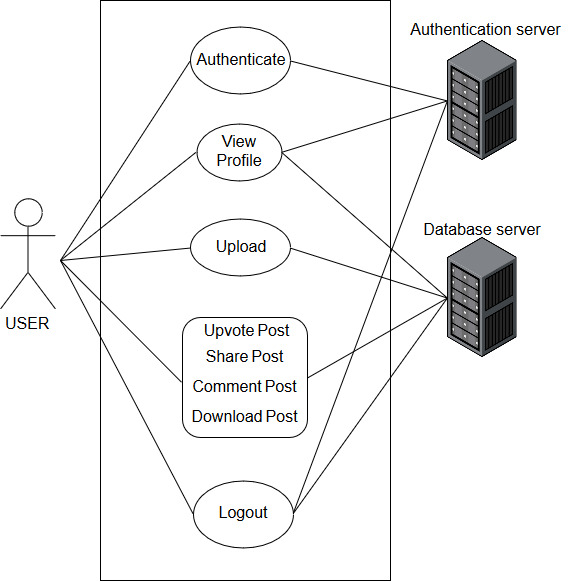 Authentication server
Authenticate
View
Profile
Database server
Upload
USER
Upvote Post
Share Post
Comment Post
Download Post
Logout